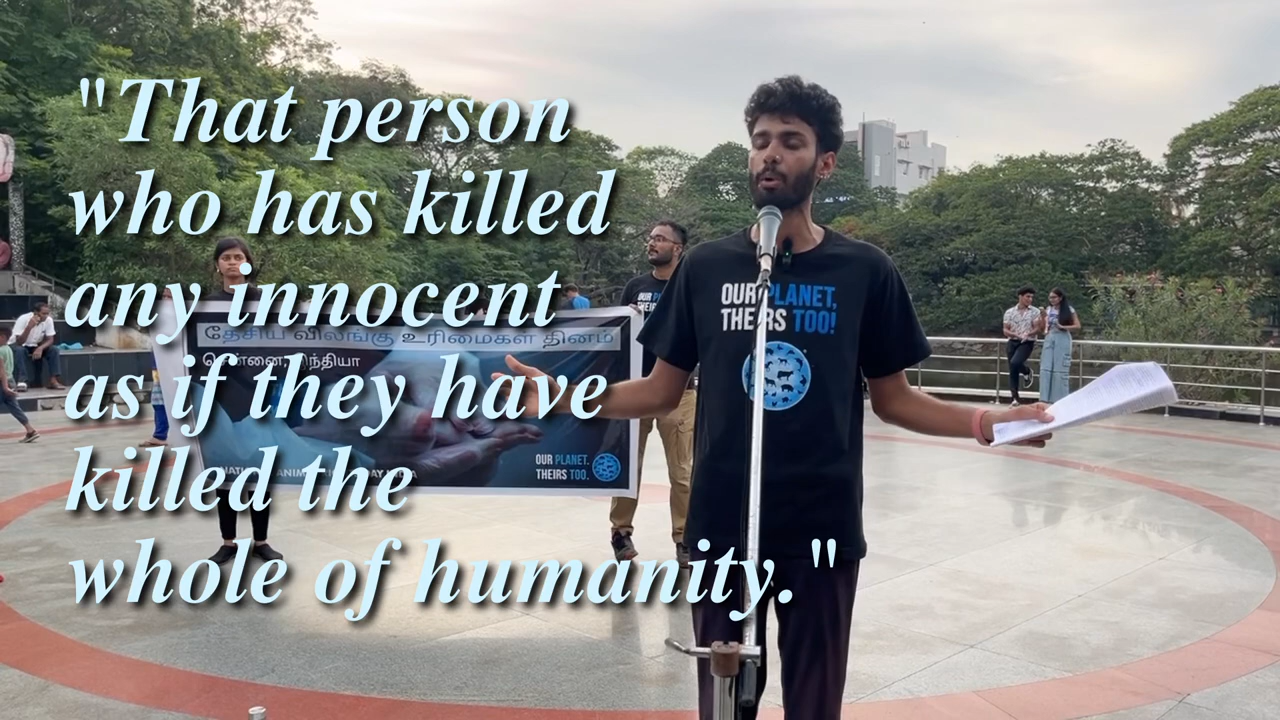 "That person
who has killed
any innocent
as if they have
killed the
whole of humanity."
OUR PLANET,
THEIRS TOO!
தேசிய விலங்கு உரிமைகள் தினம்
சென்னை, இந்தியா
OUR PLANET.
THEIRS TOO.